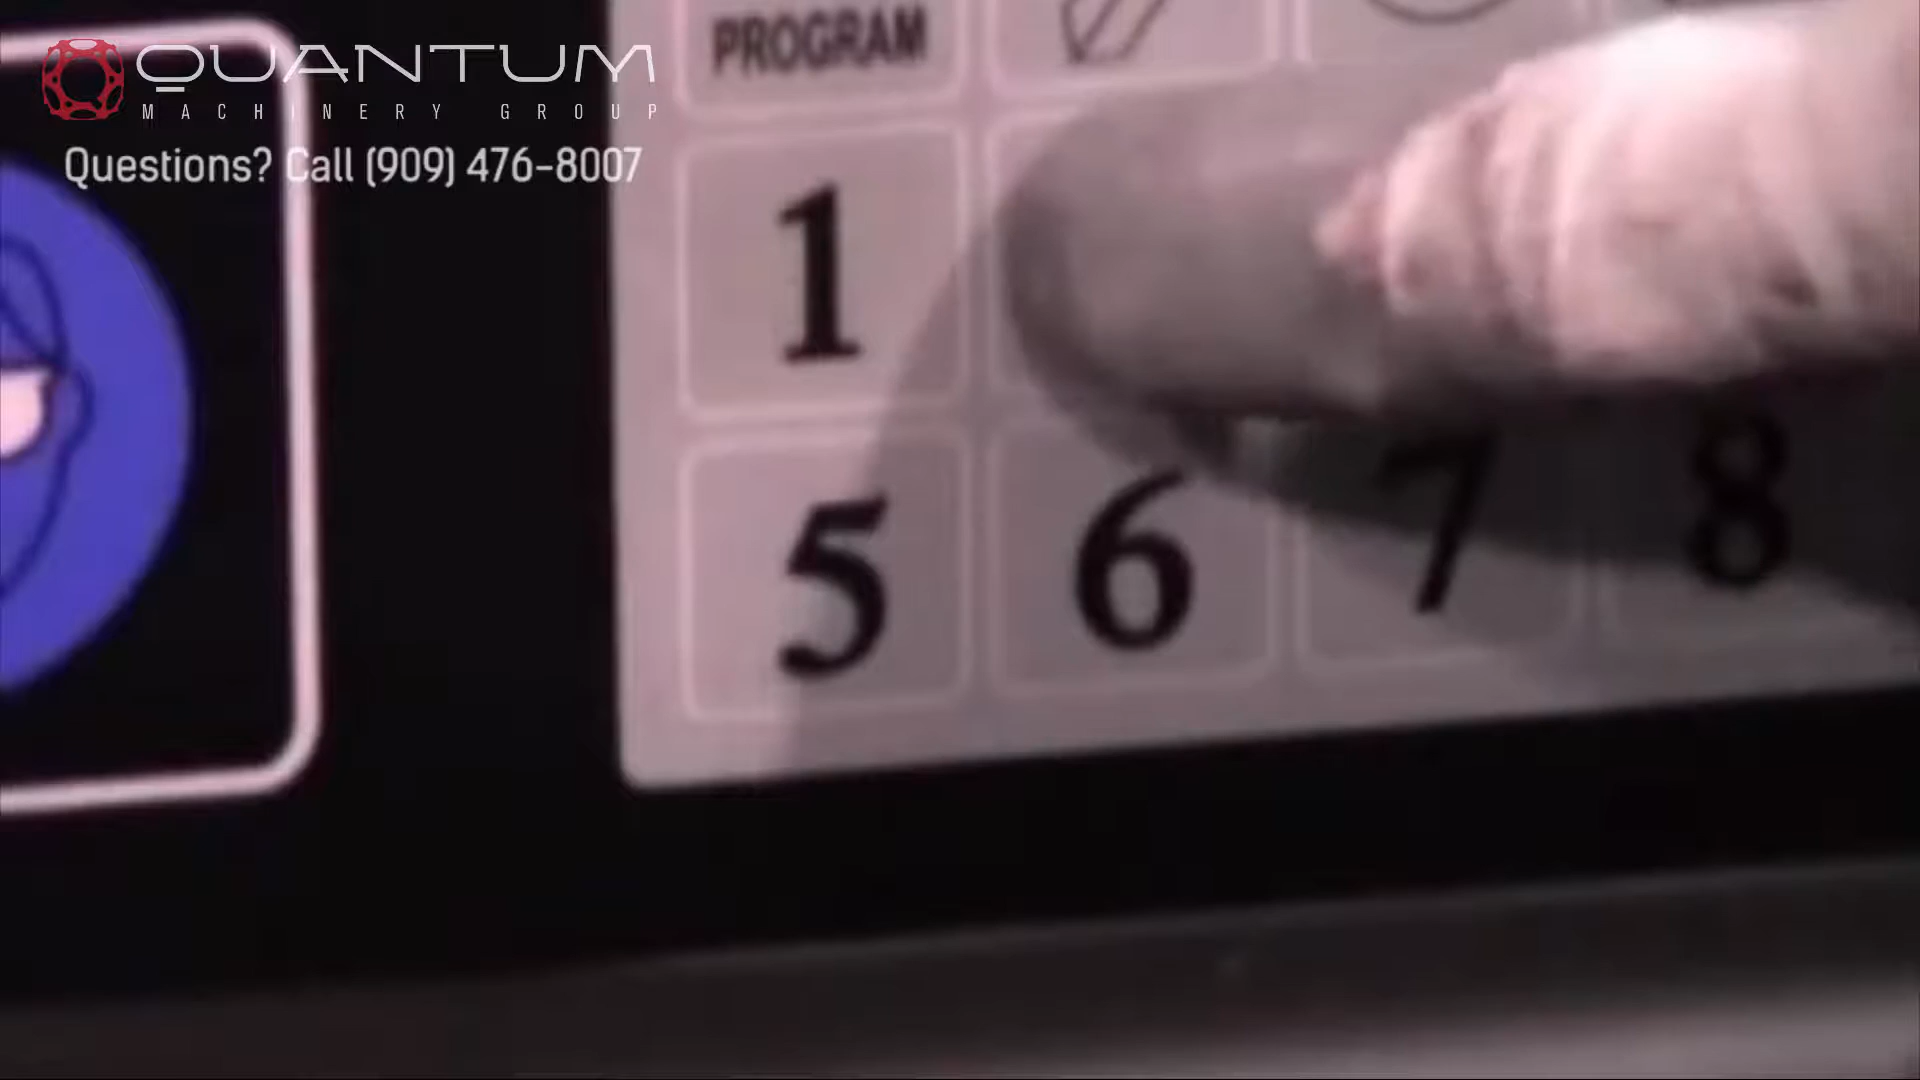 QUANTUM
MACHINERY GROUP
Questions? Call (909) 476-8007
PROGRAM
1
5 6 7 8